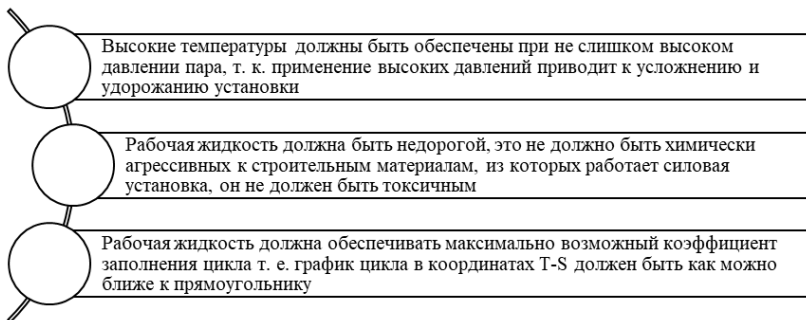 Высокие температуры должны быть обеспечены при не слишком высоком
давлении пара, т. к. применение высоких давлений приводит к усложнению и
удорожанию установки
Рабочая жидкость должна быть недорогой, это не должно быть химически
агрессивных к строительным материалам, из которых работает силовая
установка, он не должен быть токсичным
Рабочая жидкость должна обеспечивать максимально возможный коэффициент
заполнения цикла т. е. график цикла в координатах T-S должен быть как можно
ближе к прямоугольнику